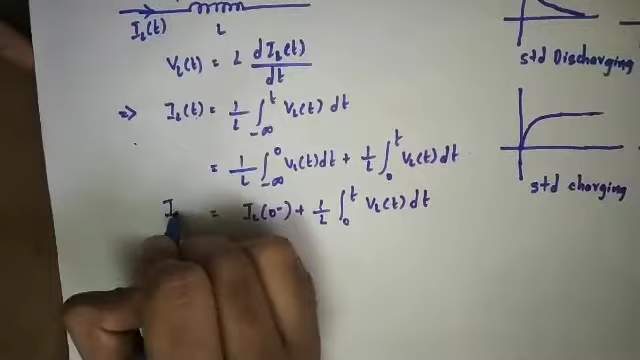 I_L(t) L
V_L(t) = L dI_L(t)/dt
⇒ I_L(t) = 1/L ∫_{-∞}^{t} V_L(t) dt
= 1/L ∫_{-∞}^{0} V_L(t) dt + 1/L ∫_{0}^{t} V_L(t) dt
I = I_L(0⁻) + 1/L ∫_{0}^{t} V_L(t) dt
std Discharging
std charging